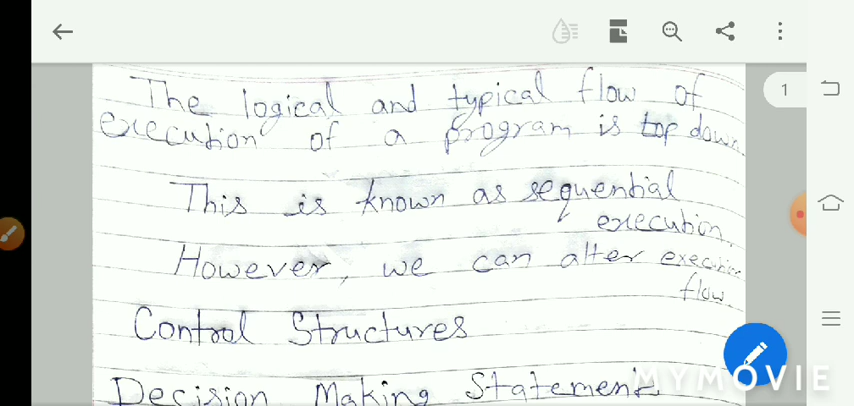 1
The logical and typical flow of
execution of a program is top down.
This is known as sequential
execution.
However, we can alter execution
flow.
Control Structures
Decision Making Statements
MYMOVIE